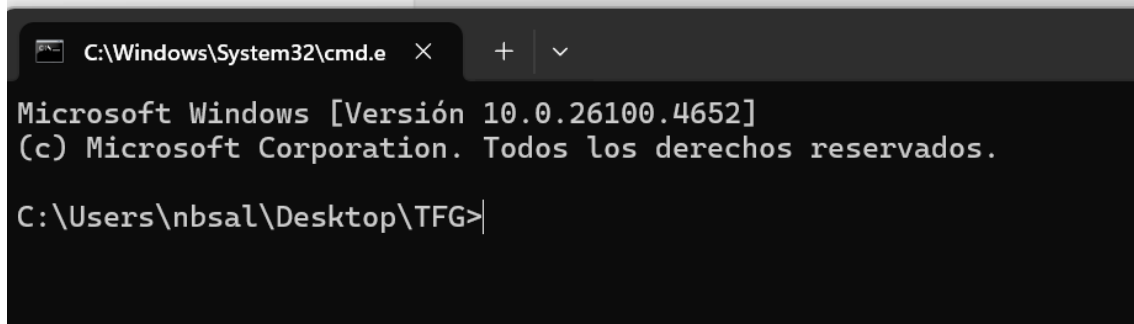 C:\Windows\System32\cmd.e
Microsoft Windows [Versión 10.0.26100.4652]
(c) Microsoft Corporation. Todos los derechos reservados.
C:\Users\nbsal\Desktop\TFG>